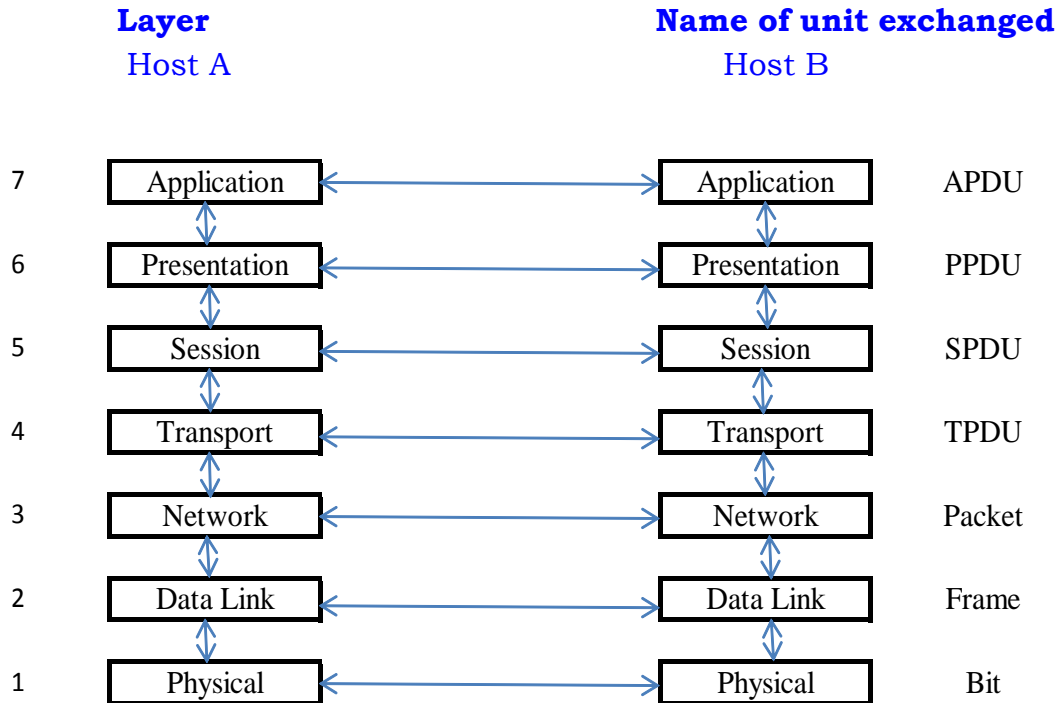 Layer Name of unit exchanged
Host A Host B
7 Application Application APDU
6 Presentation Presentation PPDU
5 Session Session SPDU
4 Transport Transport TPDU
3 Network Network Packet
2 Data Link Data Link Frame
1 Physical Physical Bit